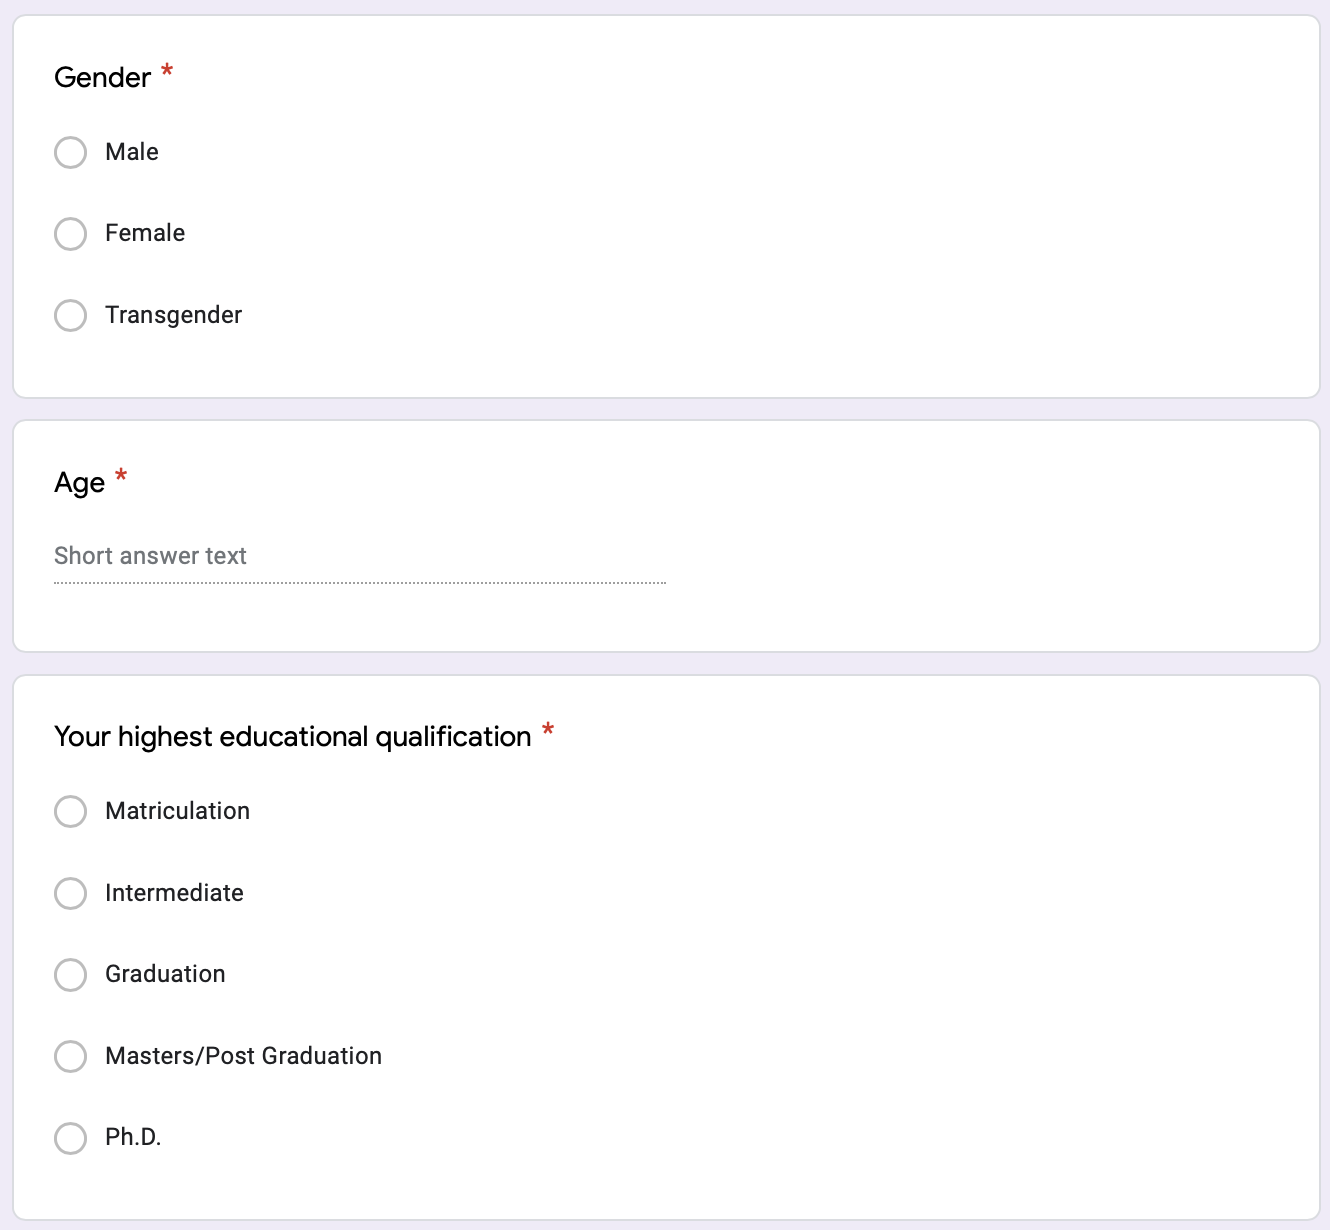 Gender *
Male
Female
Transgender
Age *
Short answer text
Your highest educational qualification *
Matriculation
Intermediate
Graduation
Masters/Post Graduation
Ph.D.